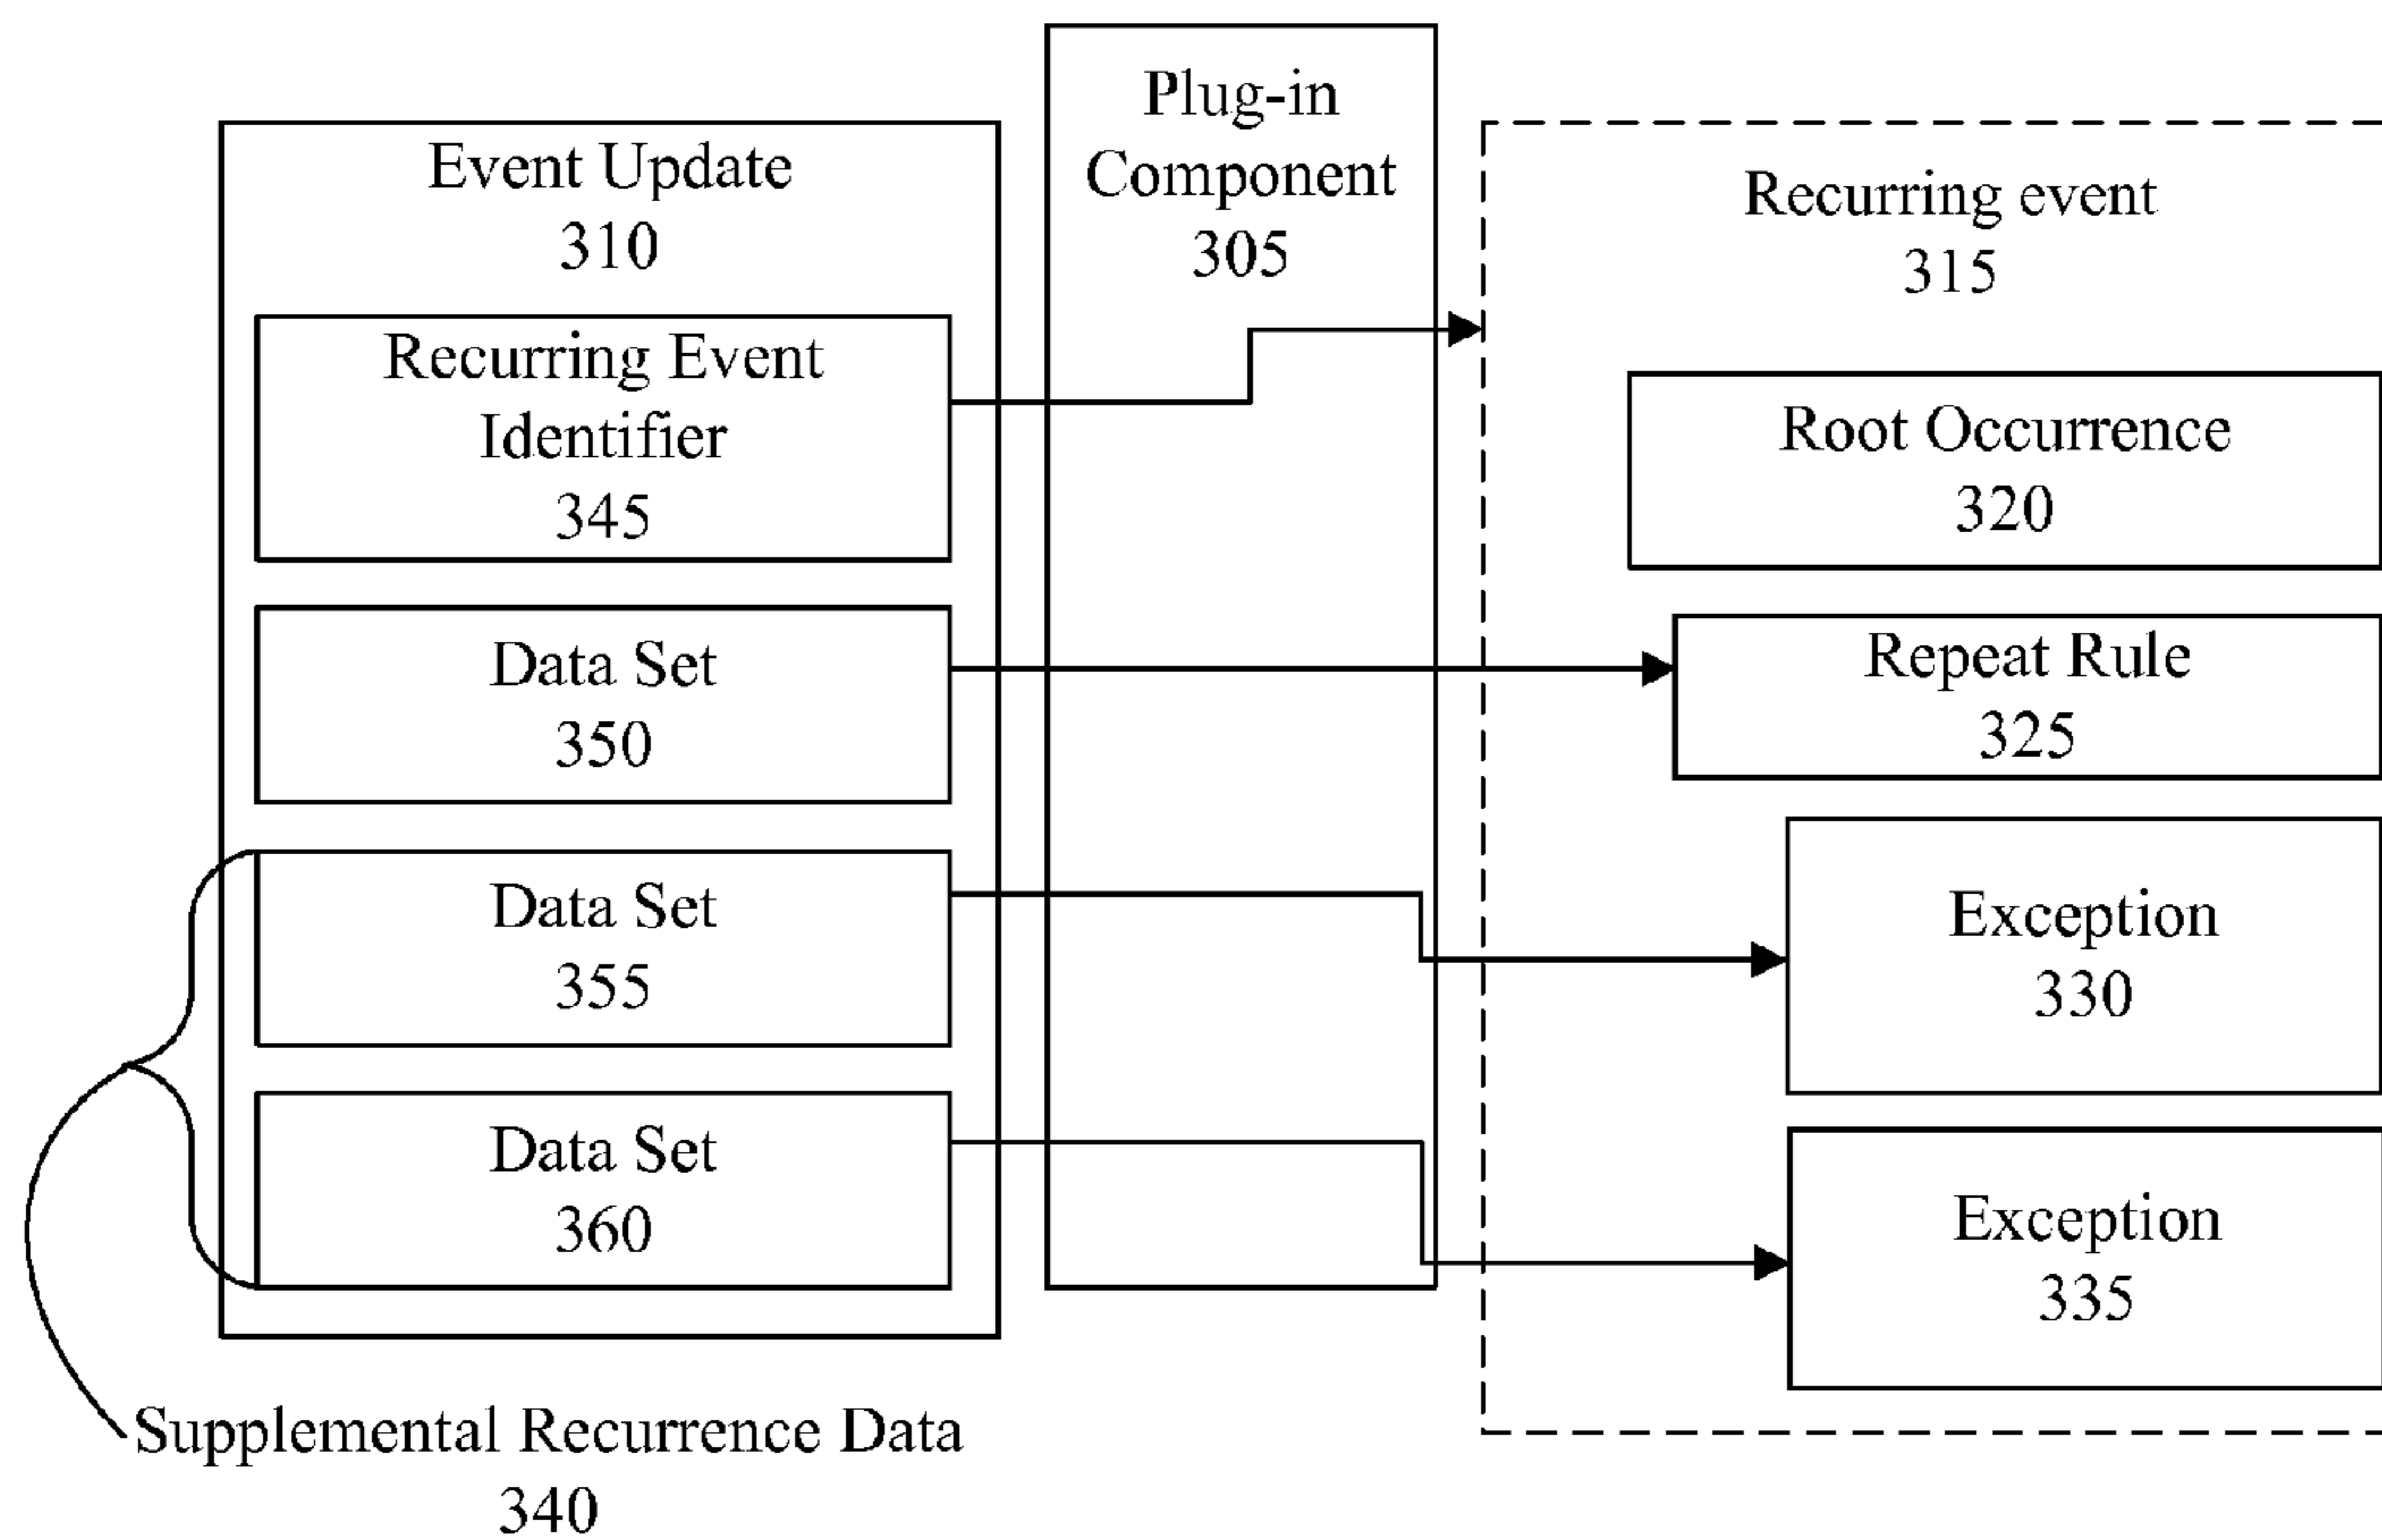 Event Update
310
Recurring Event
Identifier
345
Data Set
350
Data Set
355
Data Set
360
Supplemental Recurrence Data
340
Plug-in
Component
305
Recurring event
315
Root Occurrence
320
Repeat Rule
325
Exception
330
Exception
335